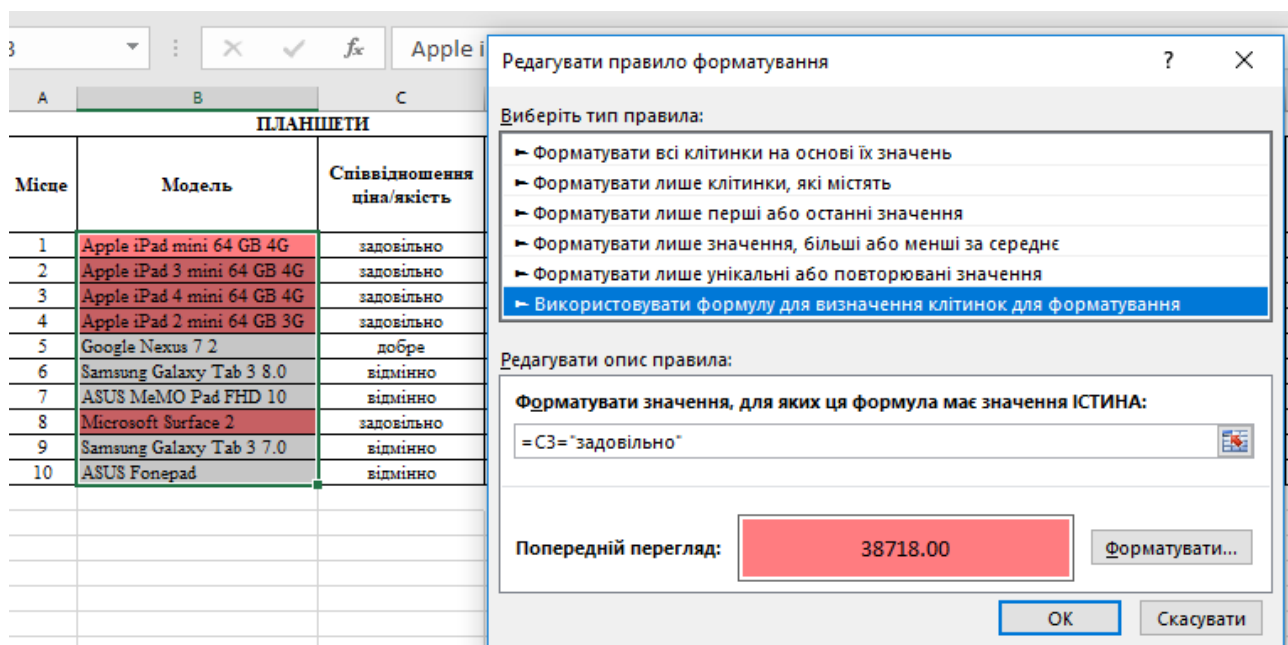 3 fx Apple i
A B C
ПЛАНШЕТИ
Місце Модель Співвідношення
ціна/якість
1 Apple iPad mini 64 GB 4G задовільно
2 Apple iPad 3 mini 64 GB 4G задовільно
3 Apple iPad 4 mini 64 GB 4G задовільно
4 Apple iPad 2 mini 64 GB 3G задовільно
5 Google Nexus 7 2 добре
6 Samsung Galaxy Tab 3 8.0 відмінно
7 ASUS MeMO Pad FHD 10 відмінно
8 Microsoft Surface 2 задовільно
9 Samsung Galaxy Tab 3 7.0 відмінно
10 ASUS Fonepad відмінно
Редагувати правило форматування ?
Виберіть тип правила:
► Форматувати всі клітинки на основі їх значень
► Форматувати лише клітинки, які містять
► Форматувати лише перші або останні значення
► Форматувати лише значення, більші або менші за середнє
► Форматувати лише унікальні або повторювані значення
► Використовувати формулу для визначення клітинок для форматування
Редагувати опис правила:
Форматувати значення, для яких ця формула має значення ІСТИНА:
=C3="задовільно"
Попередній перегляд: 38718.00 Форматувати...
ОК Скасувати